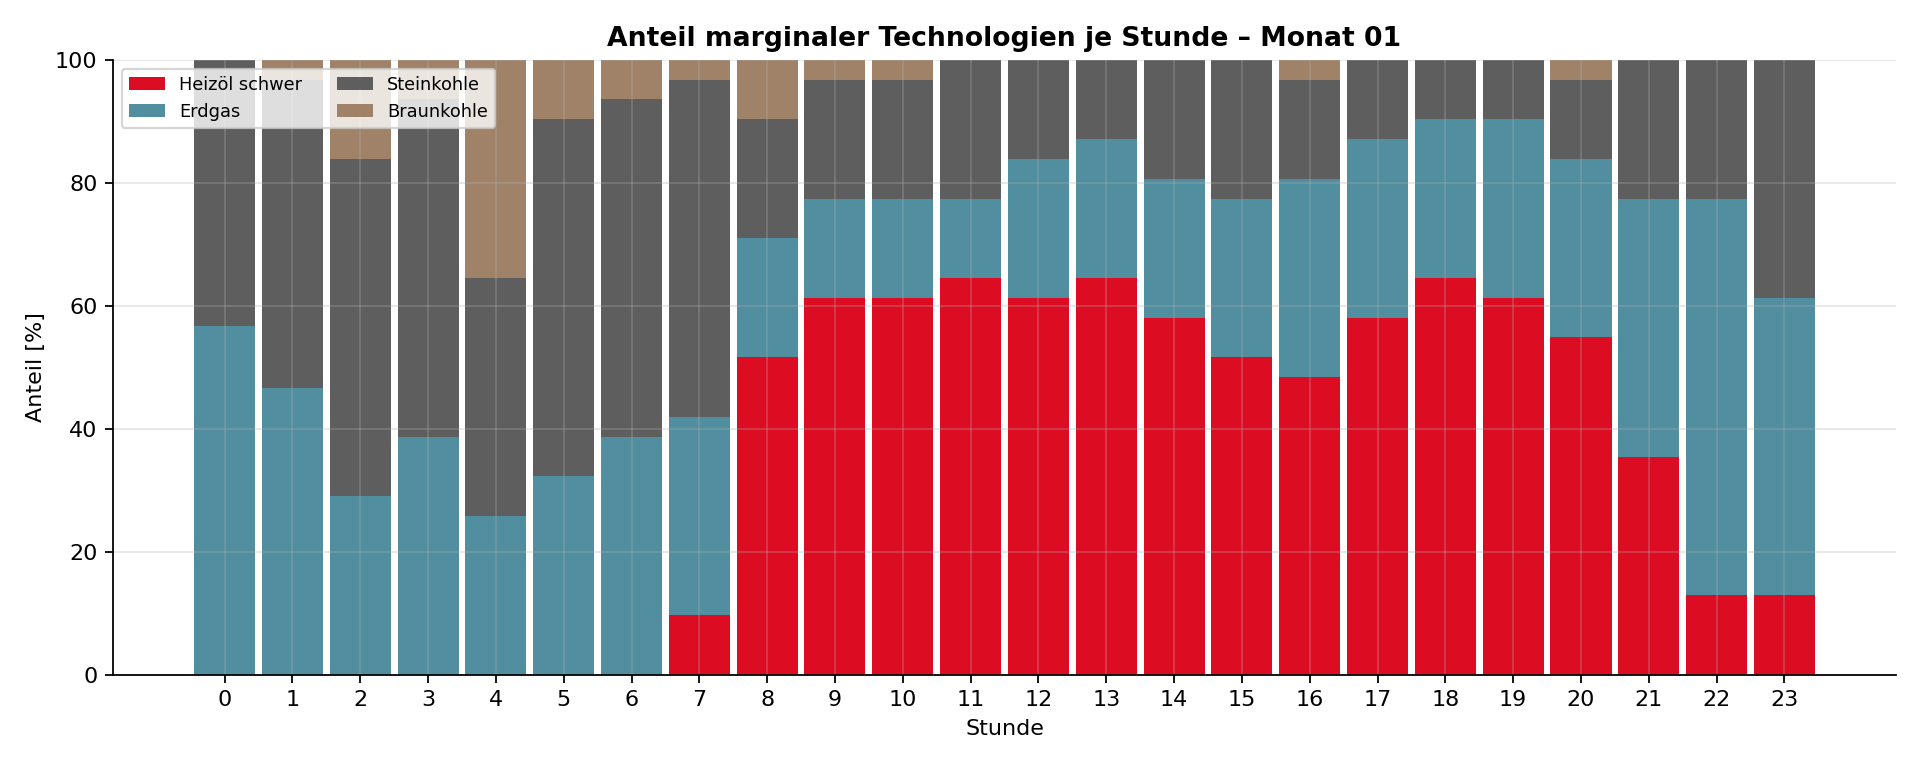 Anteil marginaler Technologien je Stunde – Monat 01
Heizöl schwer
Erdgas
Steinkohle
Braunkohle
Anteil [%]
100
80
60
40
20
0
0 1 2 3 4 5 6 7 8 9 10 11 12 13 14 15 16 17 18 19 20 21 22 23
Stunde